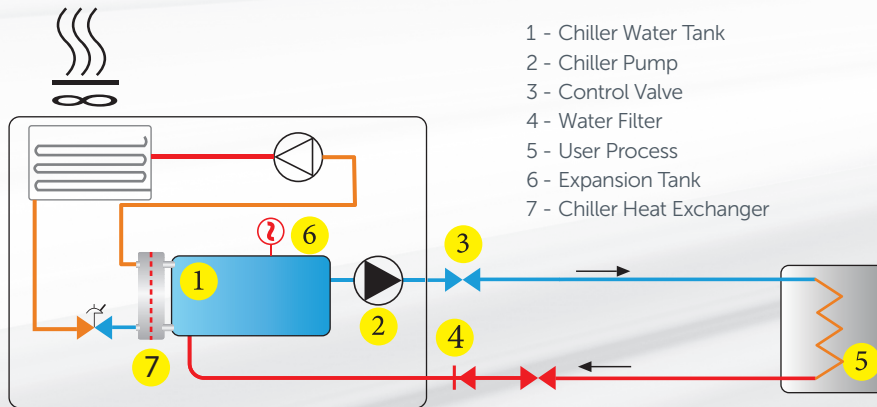 1 - Chiller Water Tank
2 - Chiller Pump
3 - Control Valve
4 - Water Filter
5 - User Process
6 - Expansion Tank
7 - Chiller Heat Exchanger
6
3
1
2
4
7
5